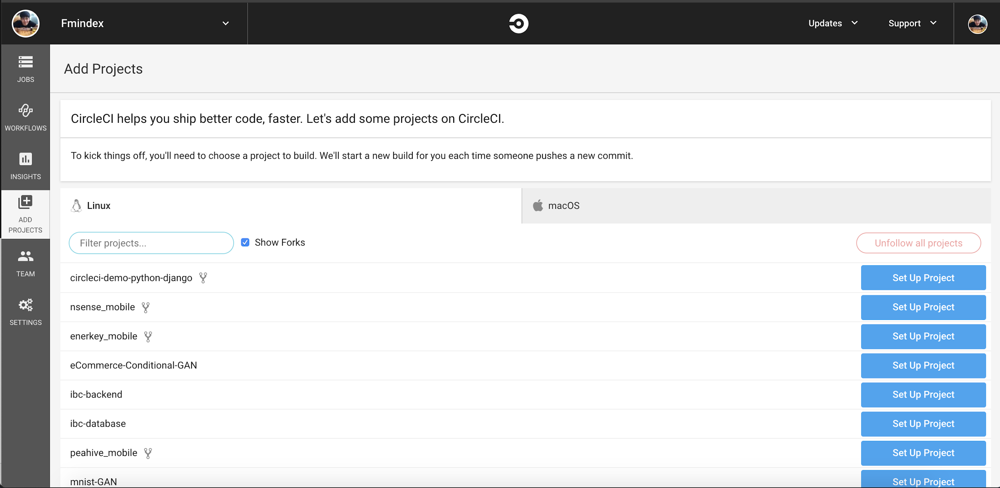 Fmindex
Updates
Support
JOBS
WORKFLOWS
INSIGHTS
ADD
PROJECTS
TEAM
SETTINGS
Add Projects
CircleCI helps you ship better code, faster. Let's add some projects on CircleCI.
To kick things off, you'll need to choose a project to build. We'll start a new build for you each time someone pushes a new commit.
Linux
macOS
Filter projects...
Show Forks
Unfollow all projects
circleci-demo-python-django
Set Up Project
nsense_mobile
Set Up Project
enerkey_mobile
Set Up Project
eCommerce-Conditional-GAN
Set Up Project
ibc-backend
Set Up Project
ibc-database
Set Up Project
peahive_mobile
Set Up Project
mnist-GAN
Set Up Project